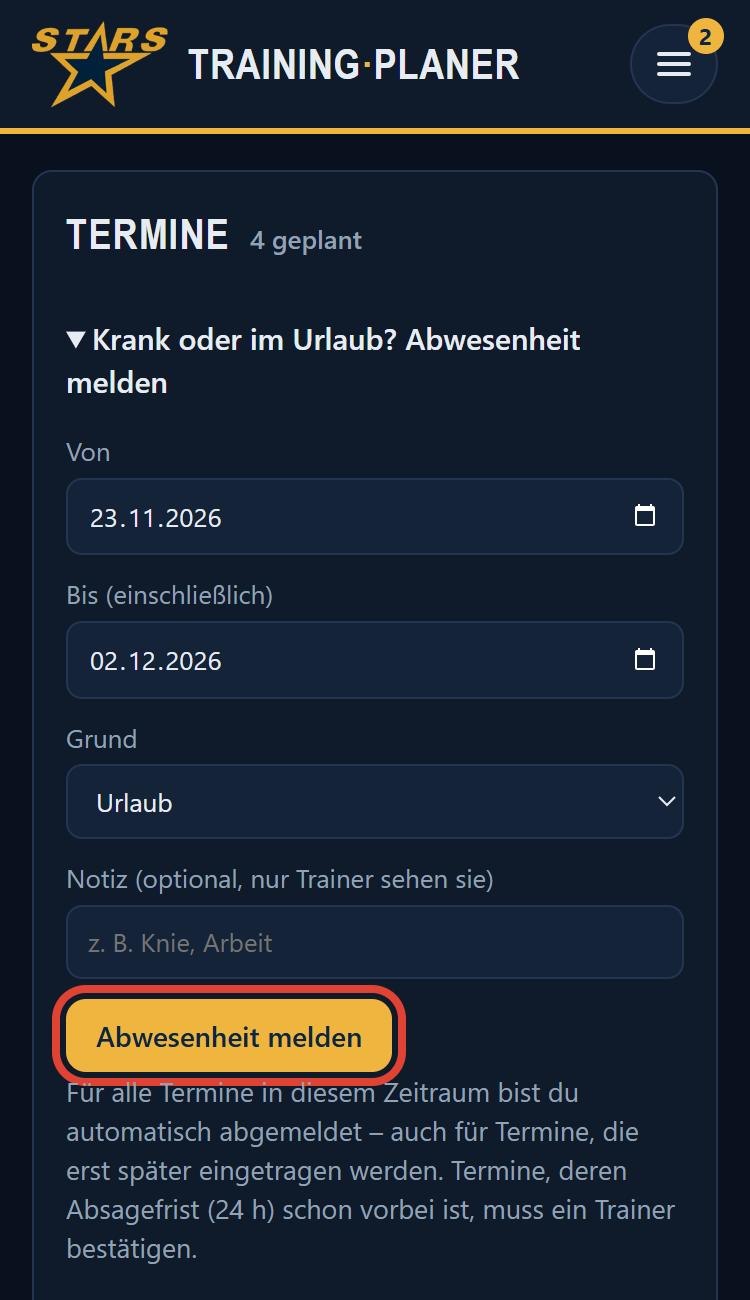 STARS
TRAINING·PLANER
2
TERMINE 4 geplant
▼ Krank oder im Urlaub? Abwesenheit
melden
Von
23.11.2026
Bis (einschließlich)
02.12.2026
Grund
Urlaub
Notiz (optional, nur Trainer sehen sie)
z. B. Knie, Arbeit
Abwesenheit melden
Für alle Termine in diesem Zeitraum bist du
automatisch abgemeldet – auch für Termine, die
erst später eingetragen werden. Termine, deren
Absagefrist (24 h) schon vorbei ist, muss ein Trainer
bestätigen.